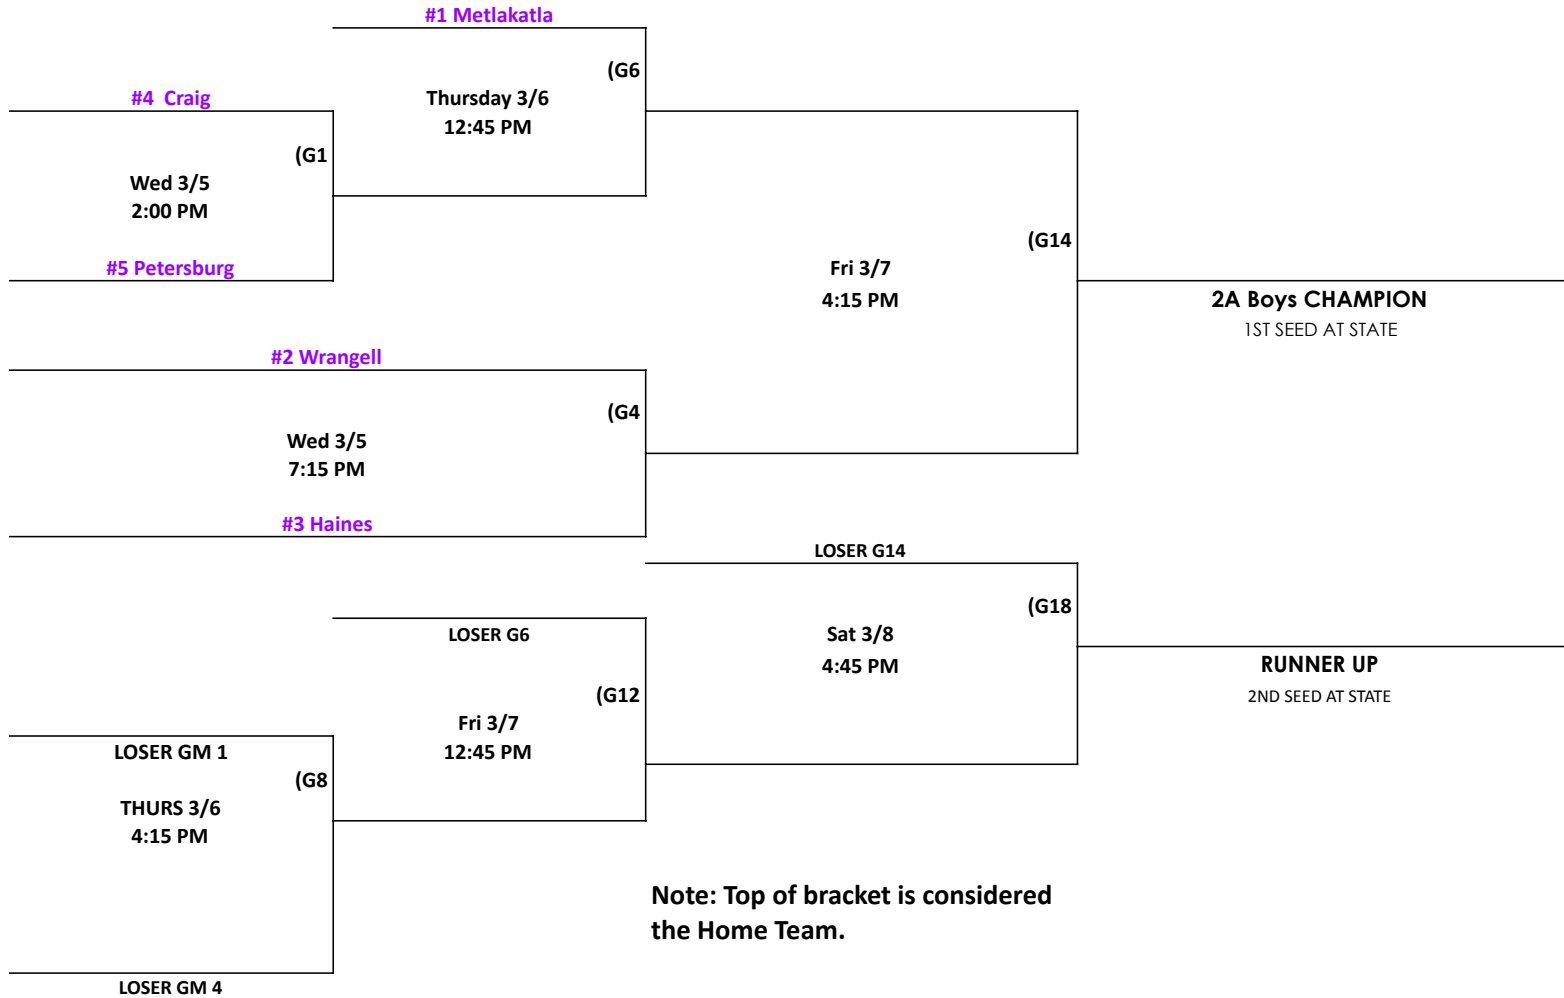 #1 Metlakatla
(G6
#4  Craig
Thursday 3/6
12:45 PM
(G1
Wed 3/5
2:00 PM
#5 Petersburg
(G14
Fri 3/7
4:15 PM
2A Boys CHAMPION
1ST SEED AT STATE
#2 Wrangell
(G4
Wed 3/5
7:15 PM
#3 Haines
LOSER G14
(G18
Sat 3/8
4:45 PM
LOSER G6
RUNNER UP
2ND SEED AT STATE
(G12
Fri 3/7
12:45 PM
LOSER GM 1
(G8
THURS 3/6
4:15 PM
Note: Top of bracket is considered
the Home Team.
LOSER GM 4